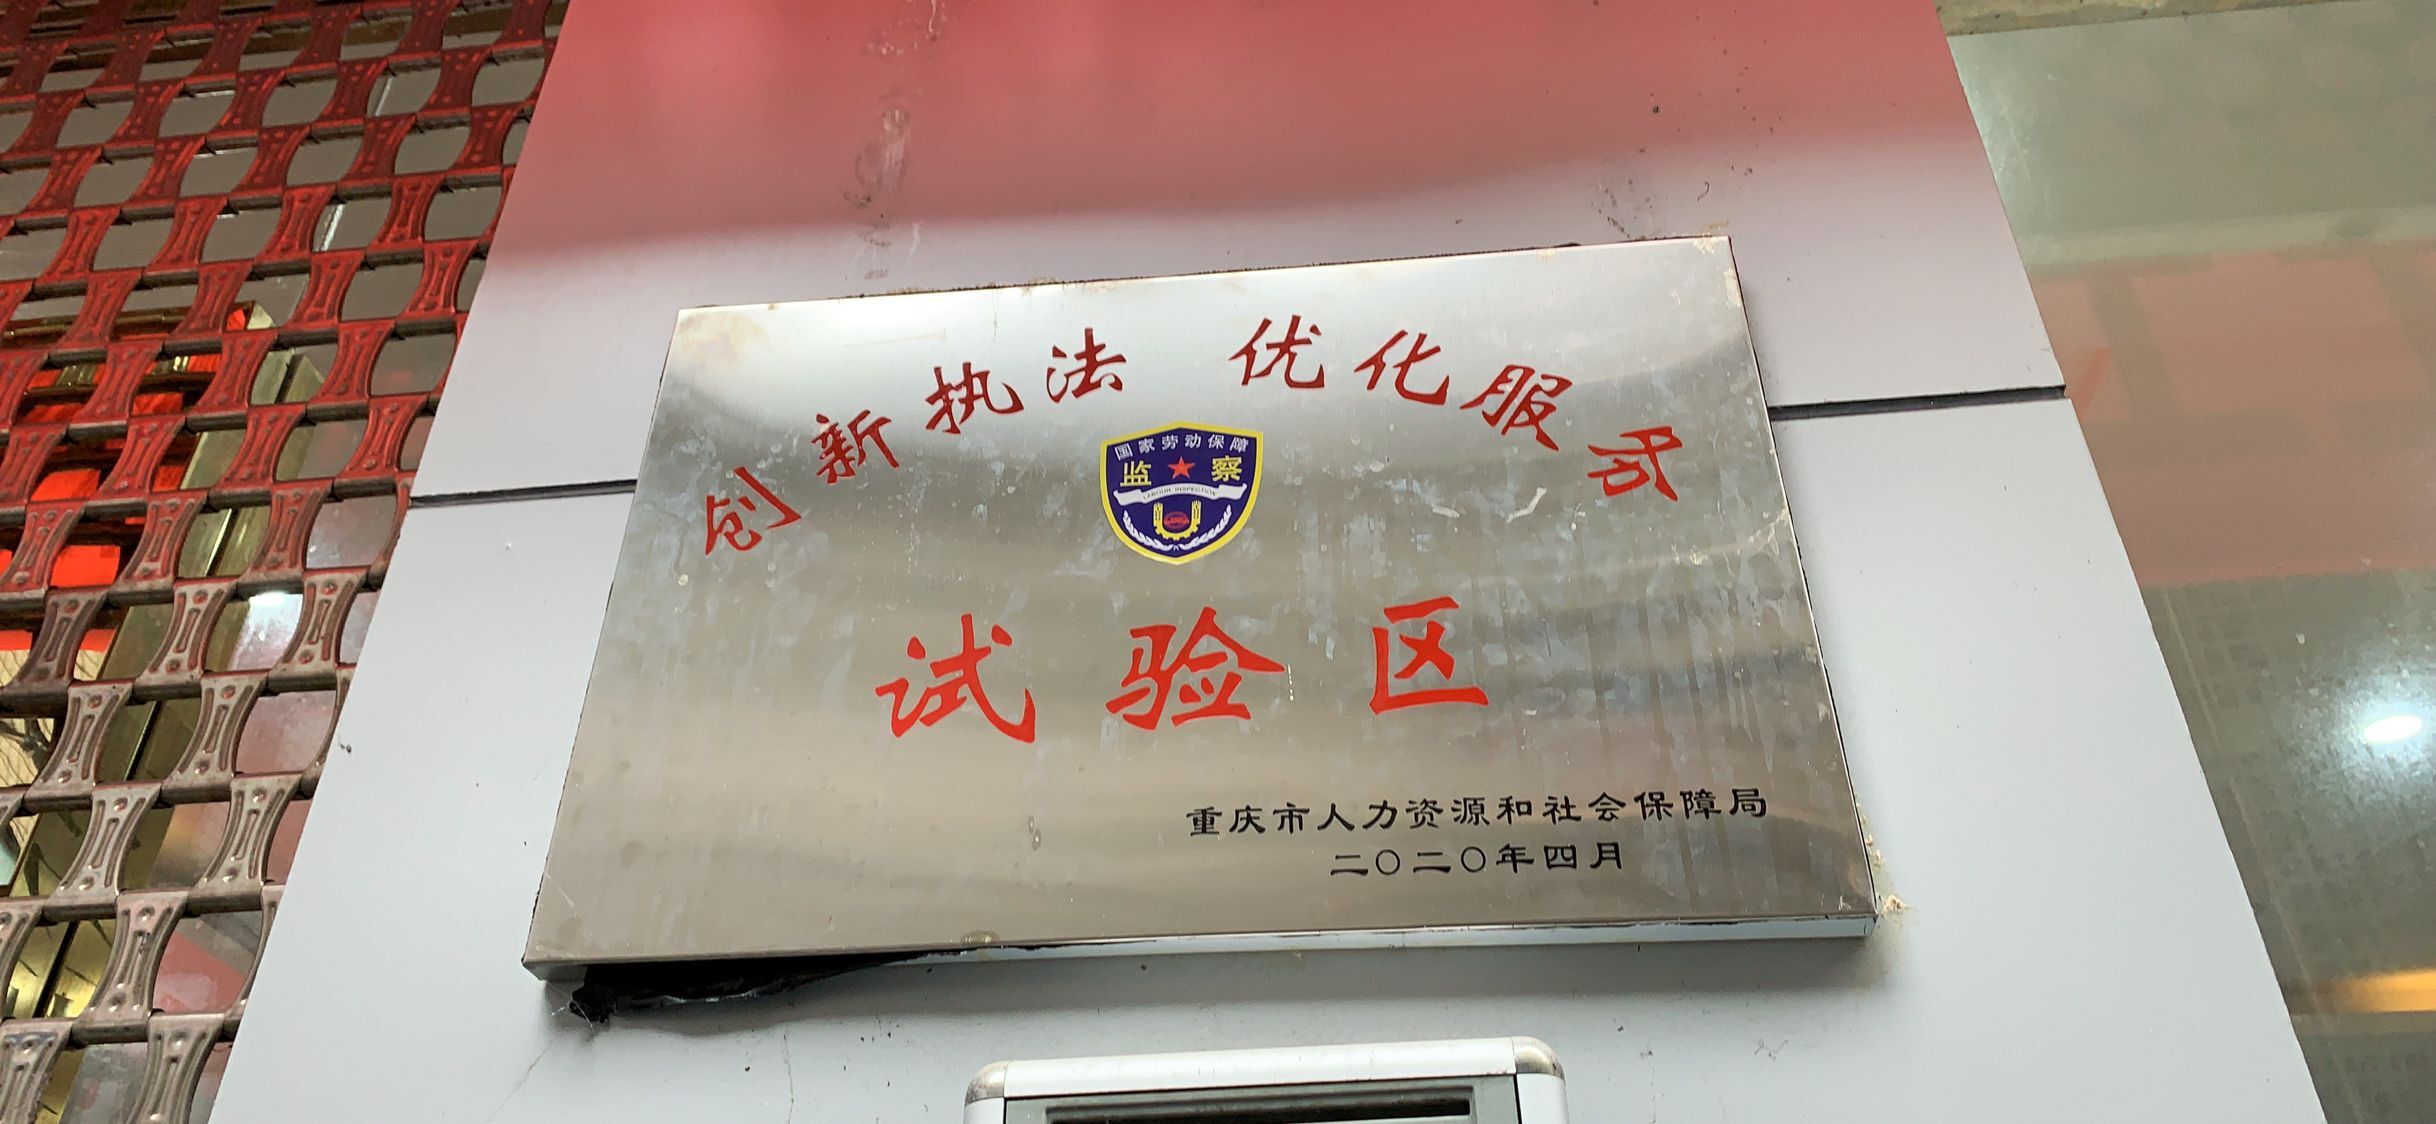 创新执法 优化服务
国家劳动保障
监察
LABOUR INSPECTION
试验区
重庆市人力资源和社会保障局
二〇二〇年四月